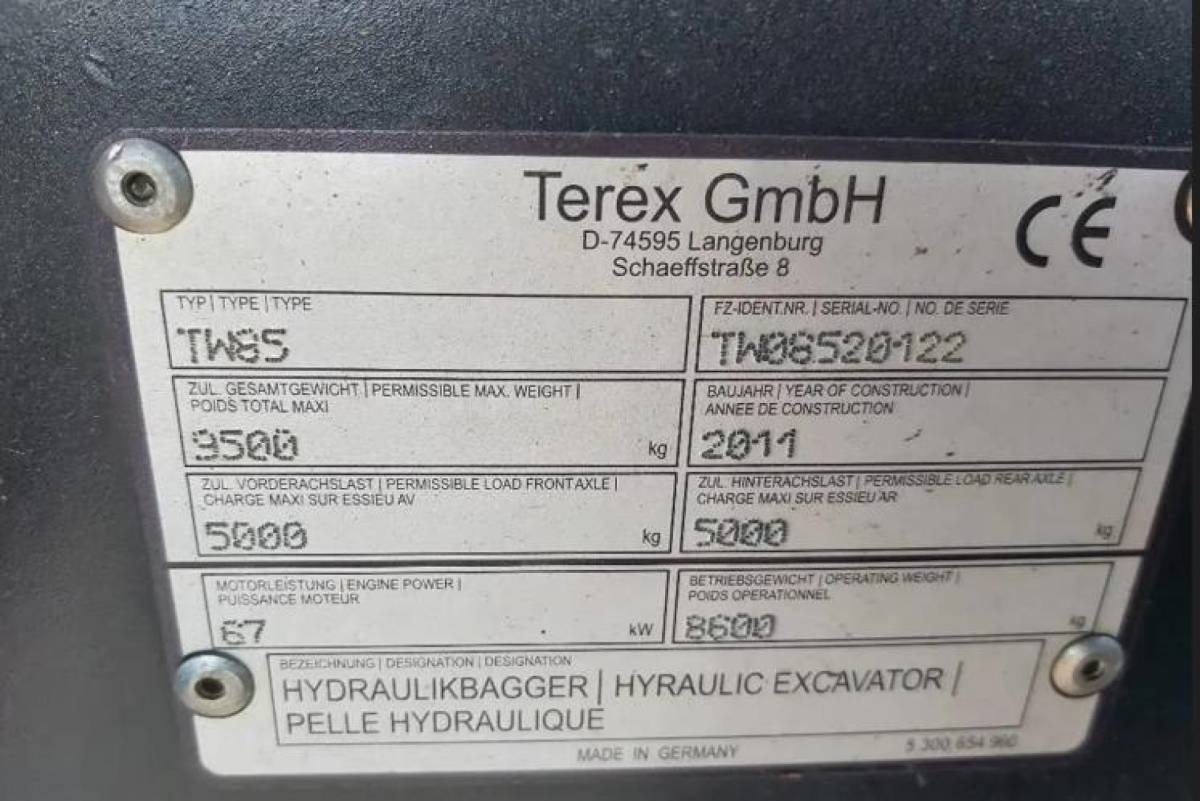 Terex GmbH
D-74595 Langenburg
Schaeffstraße 8
CE
TYP | TYPE | TYPE
TW85
FZ-IDENT.NR. | SERIAL-NO. | NO. DE SERIE
TW08520122
ZUL. GESAMTGEWICHT | PERMISSIBLE MAX. WEIGHT |
POIDS TOTAL MAXI
9500 kg
BAUJAHR | YEAR OF CONSTRUCTION |
ANNEE DE CONSTRUCTION
2011
ZUL. VORDERACHSLAST | PERMISSIBLE LOAD FRONT AXLE |
CHARGE MAXI SUR ESSIEU AV
5000 kg
ZUL. HINTERACHSLAST | PERMISSIBLE LOAD REAR AXLE |
CHARGE MAXI SUR ESSIEU AR
5000 kg
MOTORLEISTUNG | ENGINE POWER |
PUISSANCE MOTEUR
67 kW
BETRIEBSGEWICHT | OPERATING WEIGHT |
POIDS OPERATIONNEL
8600 kg
BEZEICHNUNG | DESIGNATION | DESIGNATION
HYDRAULIKBAGGER | HYRAULIC EXCAVATOR |
PELLE HYDRAULIQUE
MADE IN GERMANY
5 300 654 960